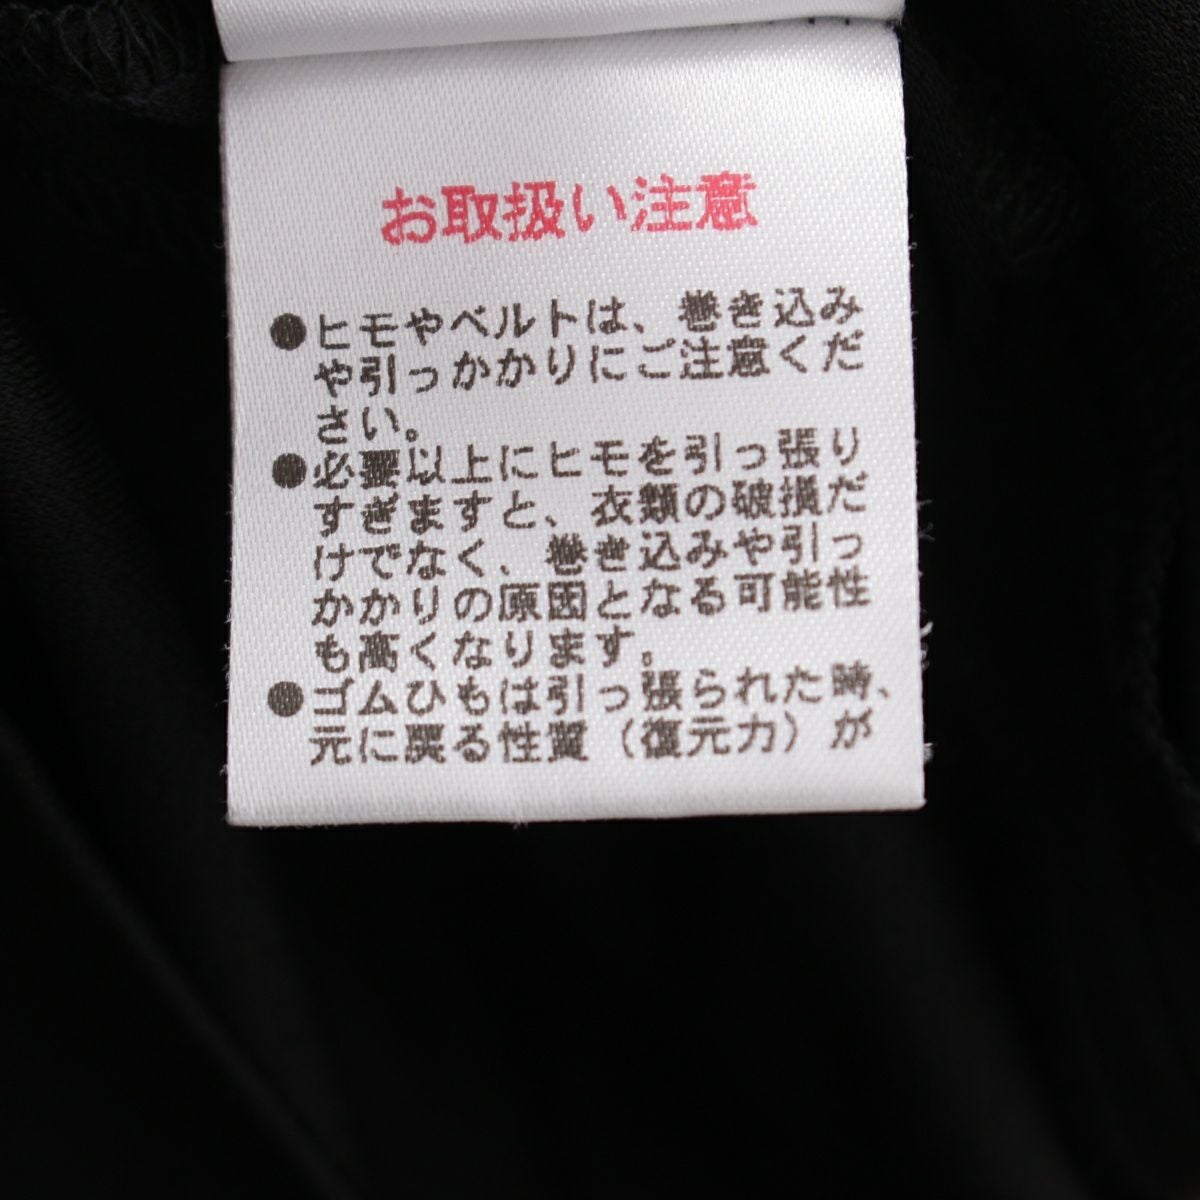 お取扱い注意
●ヒモやベルトは、巻き込み
や引っかかりにご注意くだ
さい。
●必要以上にヒモを引っ張り
すぎますと、衣類の破損だ
けでなく、巻き込みや引っ
かかりの原因となる可能性
も高くなります。
●ゴムひもは引っ張られた時、
元に戻る性質（復元力）が